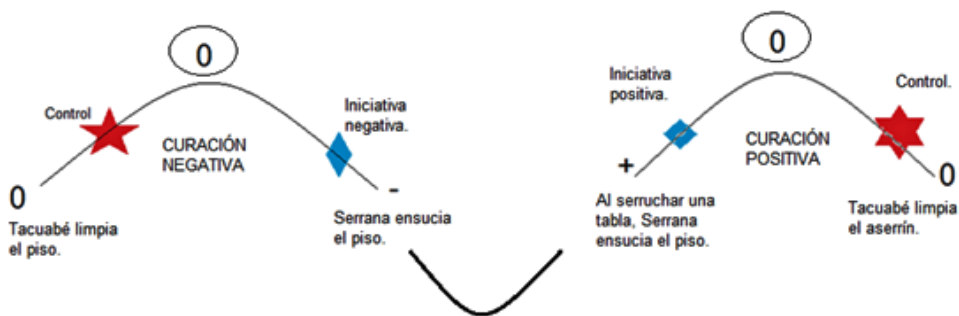 0
Control
Iniciativa
negativa.
CURACIÓN
NEGATIVA
0
-
Tacuabé limpia
el piso.
Serrana ensucia
el piso.
0
Iniciativa
positiva.
Control.
CURACIÓN
POSITIVA
+
0
Al serruchar una
tabla, Serrana
ensucia el piso.
Tacuabé limpia
el aserrín.